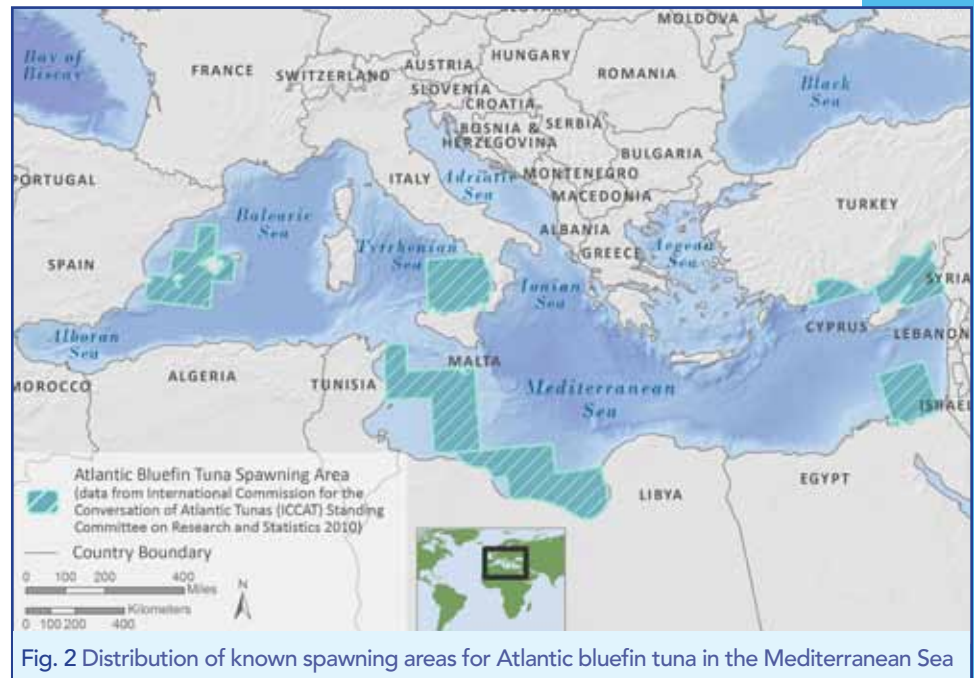 MOLDOVA
Bay of
Biscay
FRANCE
SWITZERLAND
AUSTRIA
HUNGARY
ROMANIA
SLOVENIA
CROATIA
Black
Sea
BOSNIA &
HERZEGOVINA
SERBIA
BULGARIA
PORTUGAL
ITALY
Adriatic
Sea
MONTENEGRO
MACEDONIA
TURKEY
Balearic
Sea
ALBANIA
SPAIN
Tyrrhenian
Sea
GREECE
Aegean
Sea
Ionian
Sea
SYRIA
CYPRUS
LEBANON
Alboran
Sea
MALTA
MOROCCO
ALGERIA
TUNISIA
Mediterranean
Sea
ISRAEL
LIBYA
EGYPT
Atlantic Bluefin Tuna Spawning Area
(data from International Commission for the
Conversation of Atlantic Tunas (ICCAT) Standing
Committee on Research and Statistics 2010)
Country Boundary
0 100 200 400
Miles
N
Kilometers
0 100 200 400
Fig. 2 Distribution of known spawning areas for Atlantic bluefin tuna in the Mediterranean Sea